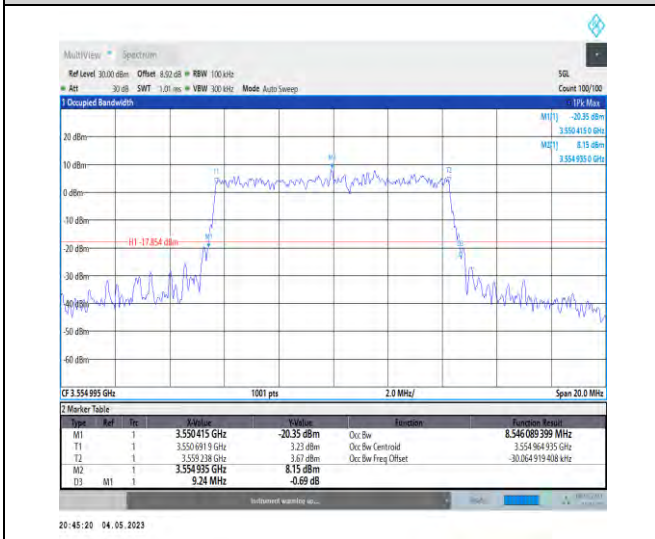 MultiView Spectrum
Ref Level 30.00 dBm Offset 8.92 dB RBW 100 kHz SGL
Att 30 dB SWT 1.01 ms VBW 300 kHz Mode Auto Sweep Count 100/100
1 Occupied Bandwidth 1Pk Max
M1[1] -20.35 dBm
3.550 415 0 GHz
M2[1] 8.15 dBm
3.554 935 0 GHz
20 dBm
10 dBm
0 dBm
-10 dBm
-20 dBm
H1 -17.854 dBm
-30 dBm
-40 dBm
-50 dBm
-60 dBm
T1
T2
CF 3.554 995 GHz 1001 pts 2.0 MHz/ Span 20.0 MHz
2 Marker Table
Type Ref Trc X-Value Y-Value Function Function Result
M1 1 3.550 415 GHz -20.35 dBm Occ Bw 8.546 089 399 MHz
T1 1 3.550 691 9 GHz 3.23 dBm Occ Bw Centroid 3.554 964 935 GHz
T2 1 3.559 238 GHz 3.67 dBm Occ Bw Freq Offset -30.064 919 408 kHz
M2 1 3.554 935 GHz 8.15 dBm
D3 M1 1 9.24 MHz -0.69 dB
Instrument warming up...
20:45:20 04.05.2023